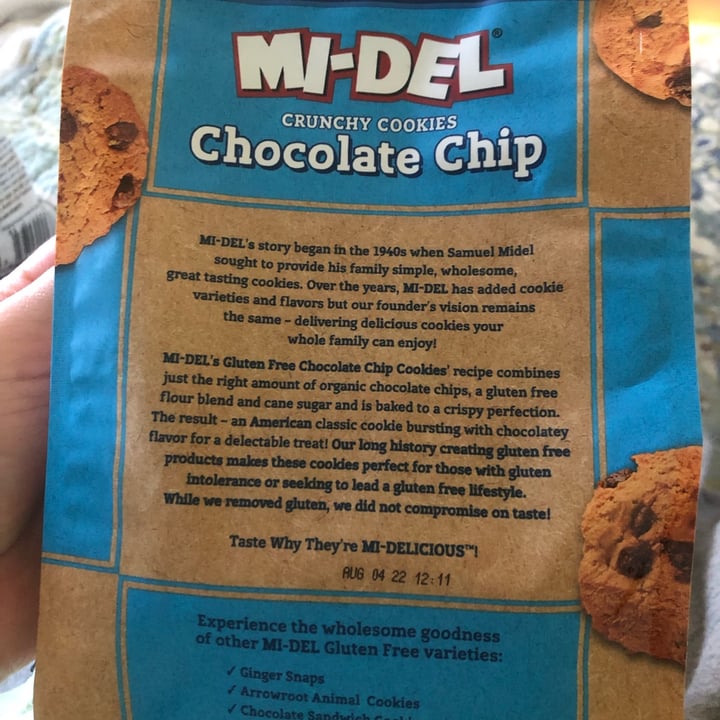 MI-DEL®
CRUNCHY COOKIES
Chocolate Chip
MI-DEL's story began in the 1940s when Samuel Midel
sought to provide his family simple, wholesome,
great tasting cookies. Over the years, MI-DEL has added cookie
varieties and flavors but our founder's vision remains
the same – delivering delicious cookies your
whole family can enjoy!
MI-DEL's Gluten Free Chocolate Chip Cookies' recipe combines
just the right amount of organic chocolate chips, a gluten free
flour blend and cane sugar and is baked to a crispy perfection.
The result – an American classic cookie bursting with chocolatey
flavor for a delectable treat! Our long history creating gluten free
products makes these cookies perfect for those with gluten
intolerance or seeking to lead a gluten free lifestyle.
While we removed gluten, we did not compromise on taste!
Taste Why They're MI-DELICIOUS™!
AUG 04 22 12:11
Experience the wholesome goodness
of other MI-DEL Gluten Free varieties:
✓ Ginger Snaps
✓ Arrowroot Animal Cookies
✓ Chocolate Sandwich